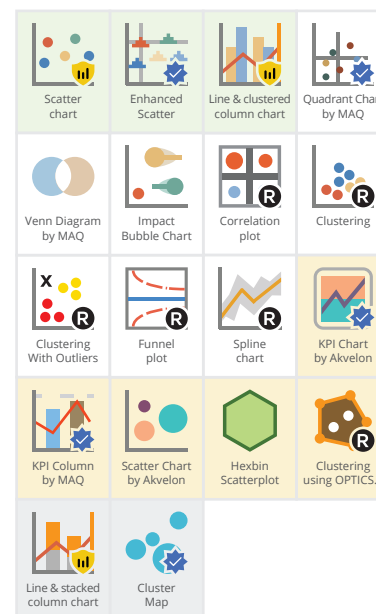 Scatter
chart
Enhanced
Scatter
Line & clustered
column chart
Quadrant Char
by MAQ
Venn Diagram
by MAQ
Impact
Bubble Chart
Correlation
plot
R
Clustering
R
X
Clustering
With Outliers
R
Funnel
plot
R
Spline
chart
R
KPI Chart
by Akvelon
KPI Column
by MAQ
Scatter Chart
by Akvelon
Hexbin
Scatterplot
Clustering
using OPTICS.
R
Line & stacked
column chart
Cluster
Map